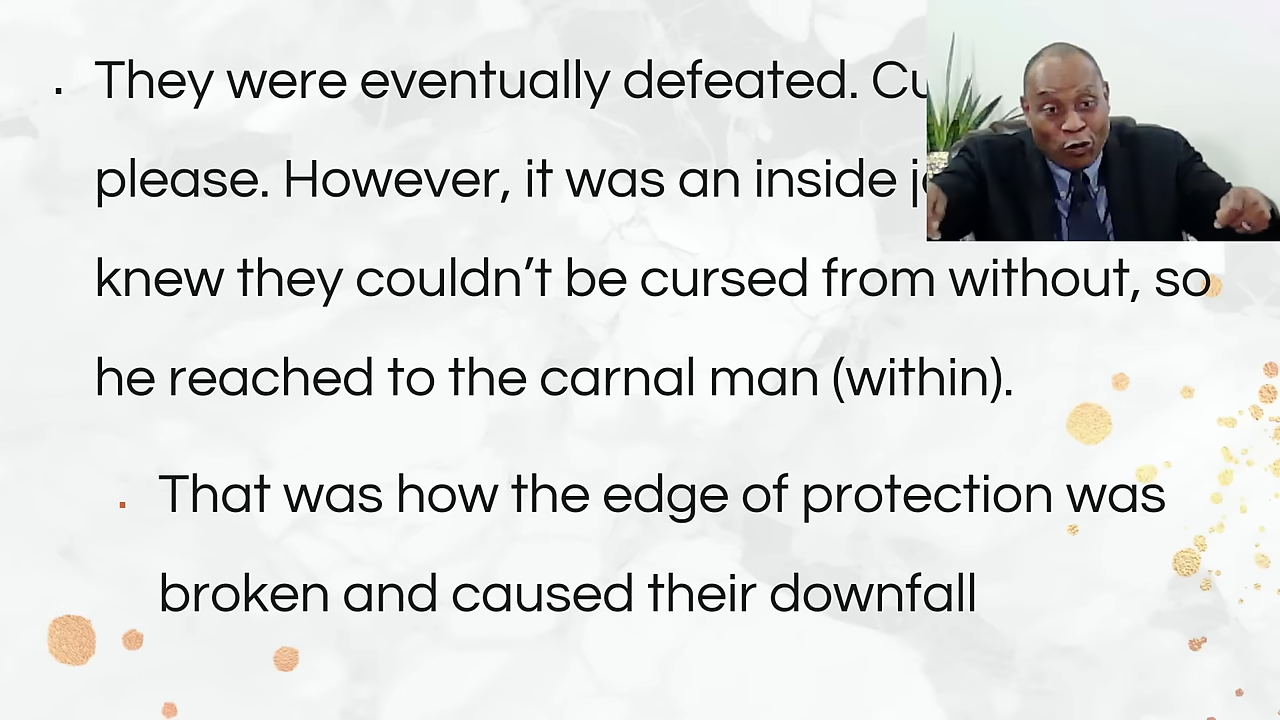 They were eventually defeated.
please. However, it was an inside
knew they couldn’t be cursed from without, so
he reached to the carnal man (within).
That was how the edge of protection was
broken and caused their downfall